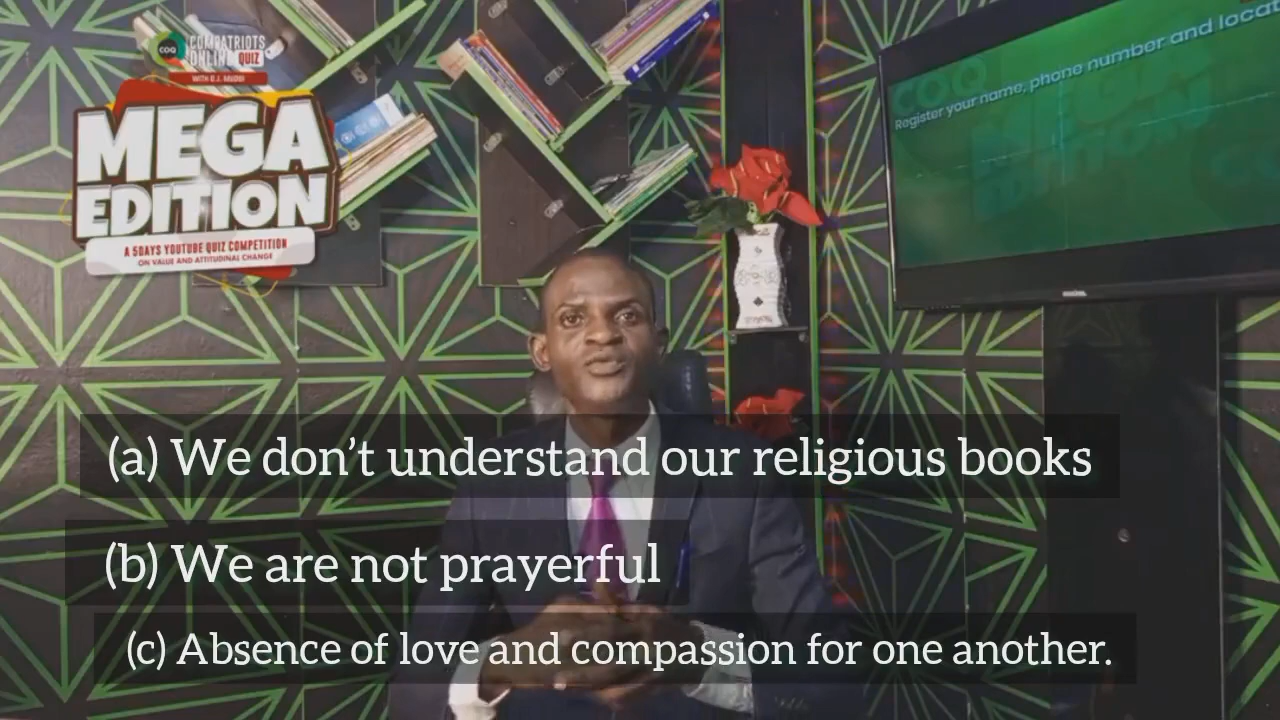 COQ
COMPATRIOTS
ONLINE QUIZ
MEGA
EDITION
A 5DAYS YOUTUBE QUIZ COMPETITION
ON VALUE AND ATTITUDINAL CHANGE
Register your name, phone number and locat
(a) We don’t understand our religious books
(b) We are not prayerful
(c) Absence of love and compassion for one another.